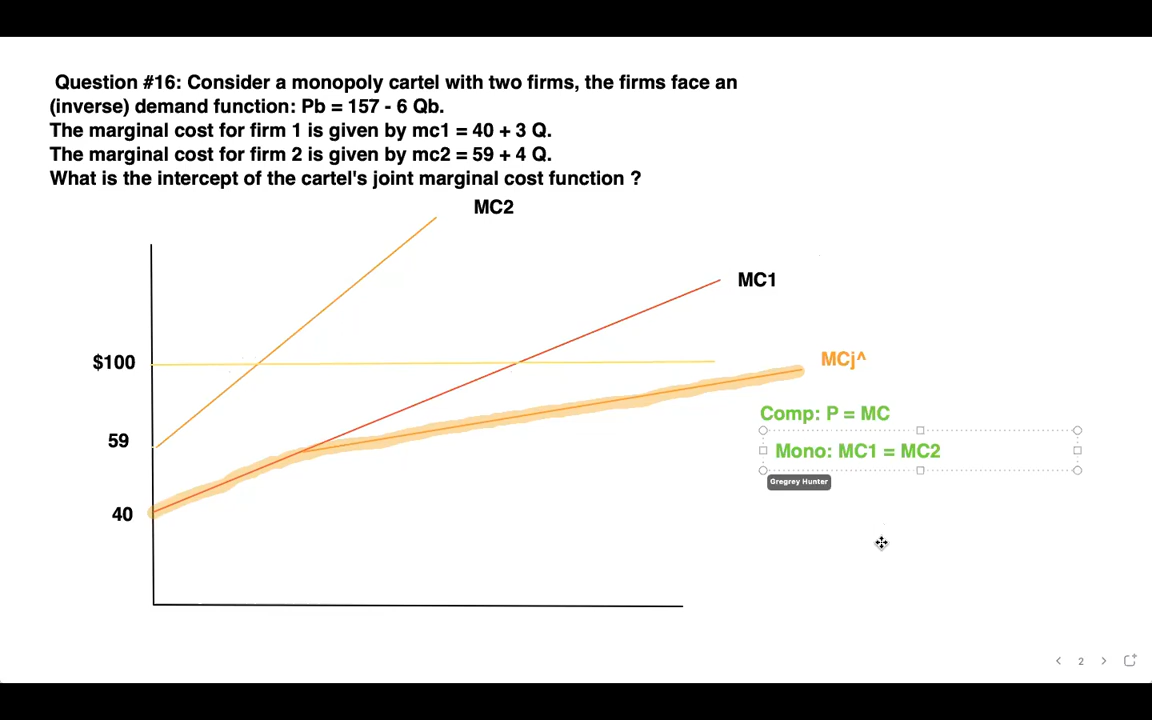 Question #16: Consider a monopoly cartel with two firms, the firms face an
(inverse) demand function: Pb = 157 - 6 Qb.
The marginal cost for firm 1 is given by mc1 = 40 + 3 Q.
The marginal cost for firm 2 is given by mc2 = 59 + 4 Q.
What is the intercept of the cartel's joint marginal cost function ?
MC2
MC1
$100
MCj^
Comp: P = MC
59
Mono: MC1 = MC2
Gregrey Hunter
40
2